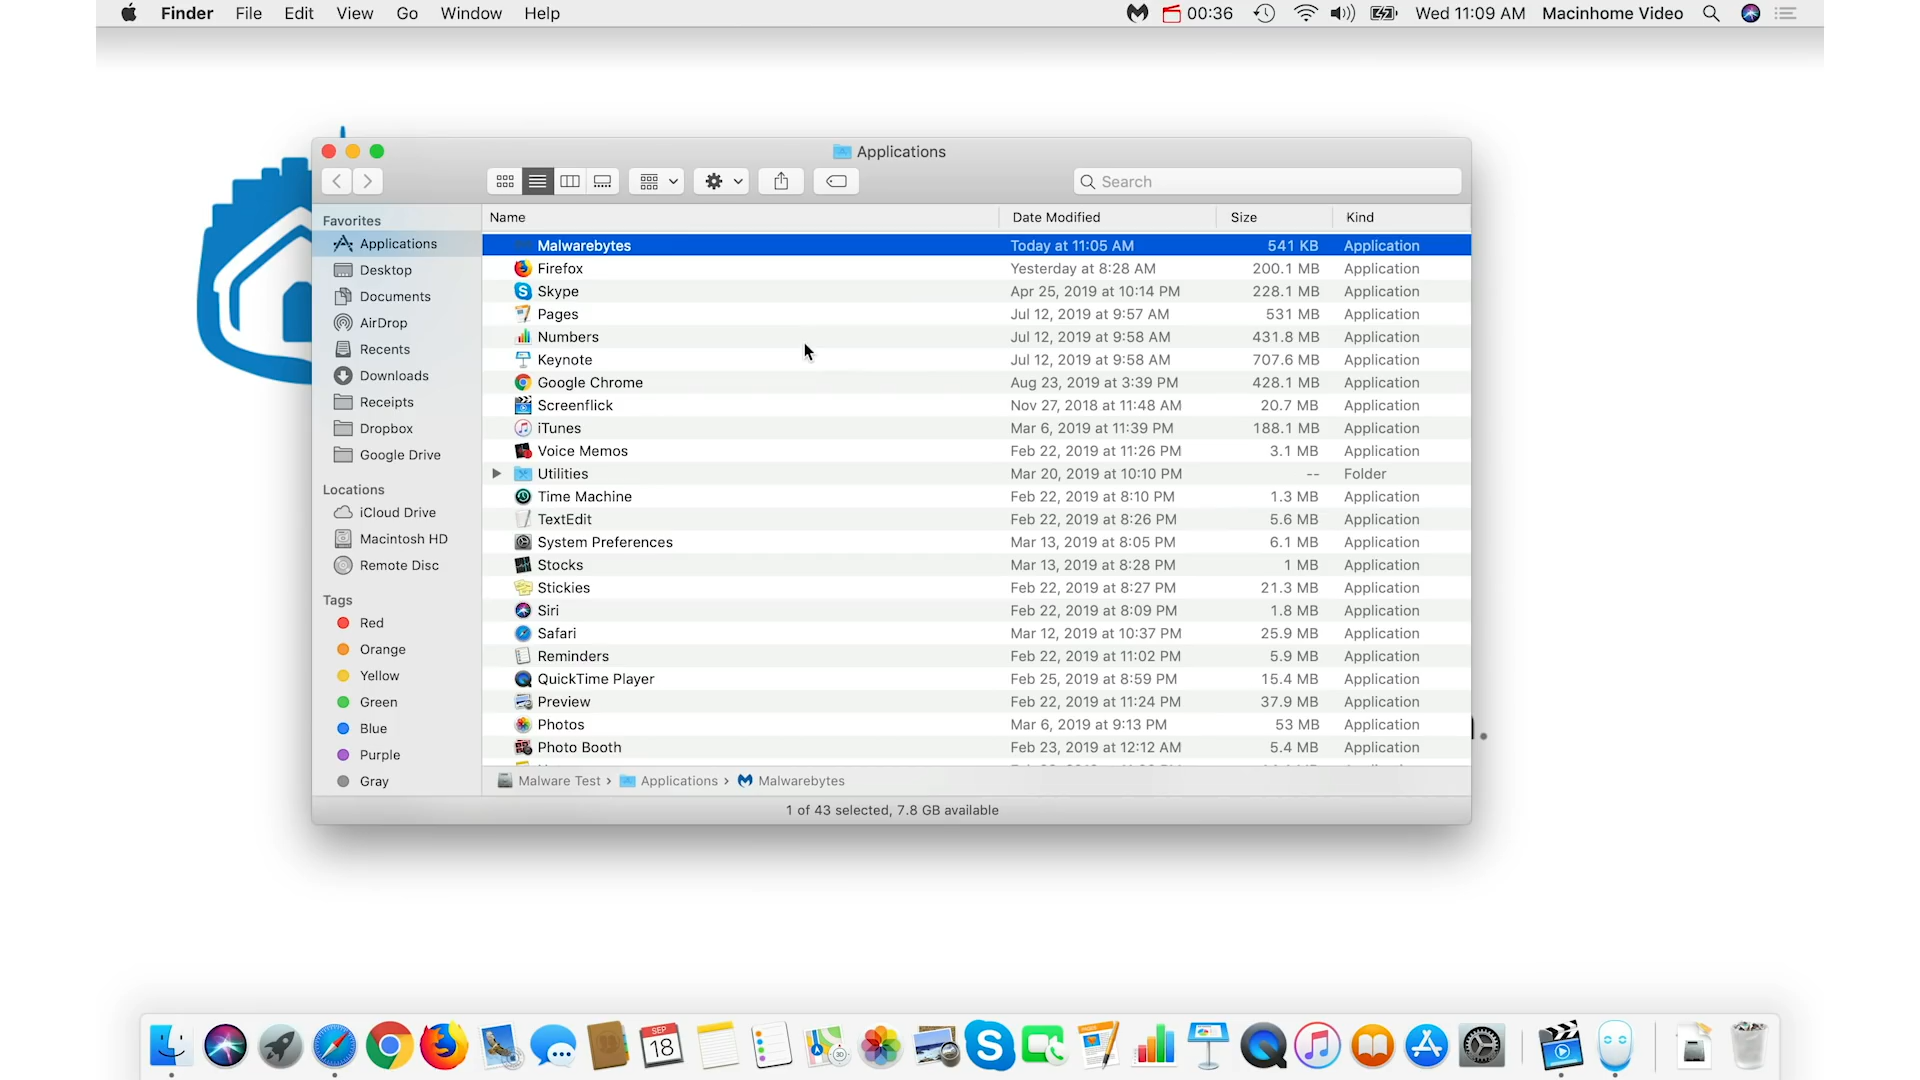 Finder File Edit View Go Window Help 00:36 Wed 11:09 AM Macinhome Video
Applications
Search
Favorites
Applications
Desktop
Documents
AirDrop
Recents
Downloads
Receipts
Dropbox
Google Drive
Locations
iCloud Drive
Macintosh HD
Remote Disc
Tags
Red
Orange
Yellow
Green
Blue
Purple
Gray
Name Date Modified Size Kind
Malwarebytes Today at 11:05 AM 541 KB Application
Firefox Yesterday at 8:28 AM 200.1 MB Application
Skype Apr 25, 2019 at 10:14 PM 228.1 MB Application
Pages Jul 12, 2019 at 9:57 AM 531 MB Application
Numbers Jul 12, 2019 at 9:58 AM 431.8 MB Application
Keynote Jul 12, 2019 at 9:58 AM 707.6 MB Application
Google Chrome Aug 23, 2019 at 3:39 PM 428.1 MB Application
Screenflick Nov 27, 2018 at 11:48 AM 20.7 MB Application
iTunes Mar 6, 2019 at 11:39 PM 188.1 MB Application
Voice Memos Feb 22, 2019 at 11:26 PM 3.1 MB Application
Utilities Mar 20, 2019 at 10:10 PM -- Folder
Time Machine Feb 22, 2019 at 8:10 PM 1.3 MB Application
TextEdit Feb 22, 2019 at 8:26 PM 5.6 MB Application
System Preferences Mar 13, 2019 at 8:05 PM 6.1 MB Application
Stocks Mar 13, 2019 at 8:28 PM 1 MB Application
Stickies Feb 22, 2019 at 8:27 PM 21.3 MB Application
Siri Feb 22, 2019 at 8:09 PM 1.8 MB Application
Safari Mar 12, 2019 at 10:37 PM 25.9 MB Application
Reminders Feb 22, 2019 at 11:02 PM 5.9 MB Application
QuickTime Player Feb 25, 2019 at 8:59 PM 15.4 MB Application
Preview Feb 22, 2019 at 11:24 PM 37.9 MB Application
Photos Mar 6, 2019 at 9:13 PM 53 MB Application
Photo Booth Feb 23, 2019 at 12:12 AM 5.4 MB Application
Malware Test › Applications › Malwarebytes
1 of 43 selected, 7.8 GB available
SEP
18